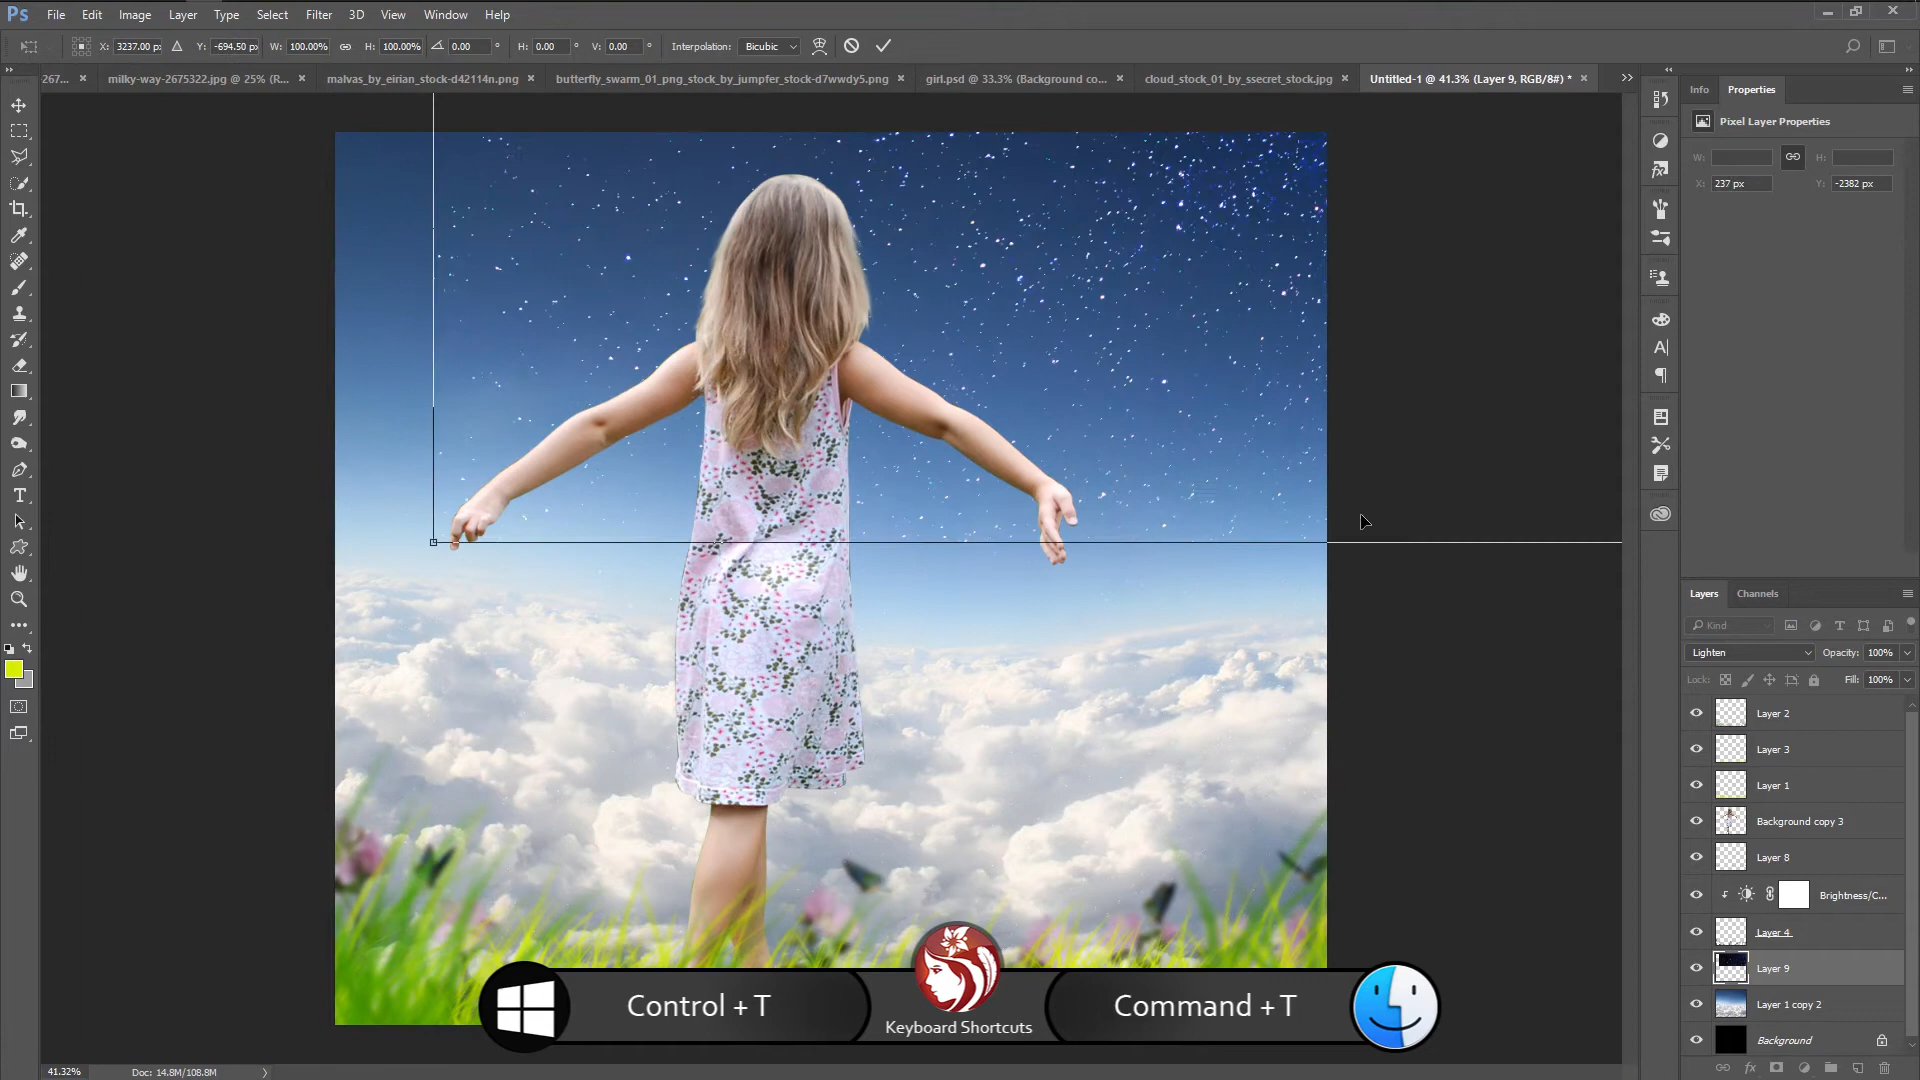 Ps File Edit Image Layer Type Select Filter 3D View Window Help
X: 3237.00 px Y: -694.50 px W: 100.00% H: 100.00% 0.00 ° H: 0.00 ° V: 0.00 ° Interpolation: Bicubic
267... × milky-way-2675322.jpg @ 25% (R... × malvas_by_eirian_stock-d42114n.png × butterfly_swarm_01_png_stock_by_jumpfer_stock-d7wwdy5.png × girl.psd @ 33.3% (Background co... × cloud_stock_01_by_ssecret_stock.jpg × Untitled-1 @ 41.3% (Layer 9, RGB/8#) * ×
Info Properties
Pixel Layer Properties
W: H:
X: 237 px Y: -2382 px
Layers Channels
Kind
Lighten Opacity: 100%
Lock: Fill: 100%
Layer 2
Layer 3
Layer 1
Background copy 3
Layer 8
Brightness/C...
Layer 4
Layer 9
Layer 1 copy 2
Background
Control + T
Keyboard Shortcuts
Command + T
41.32% Doc: 14.8M/108.8M